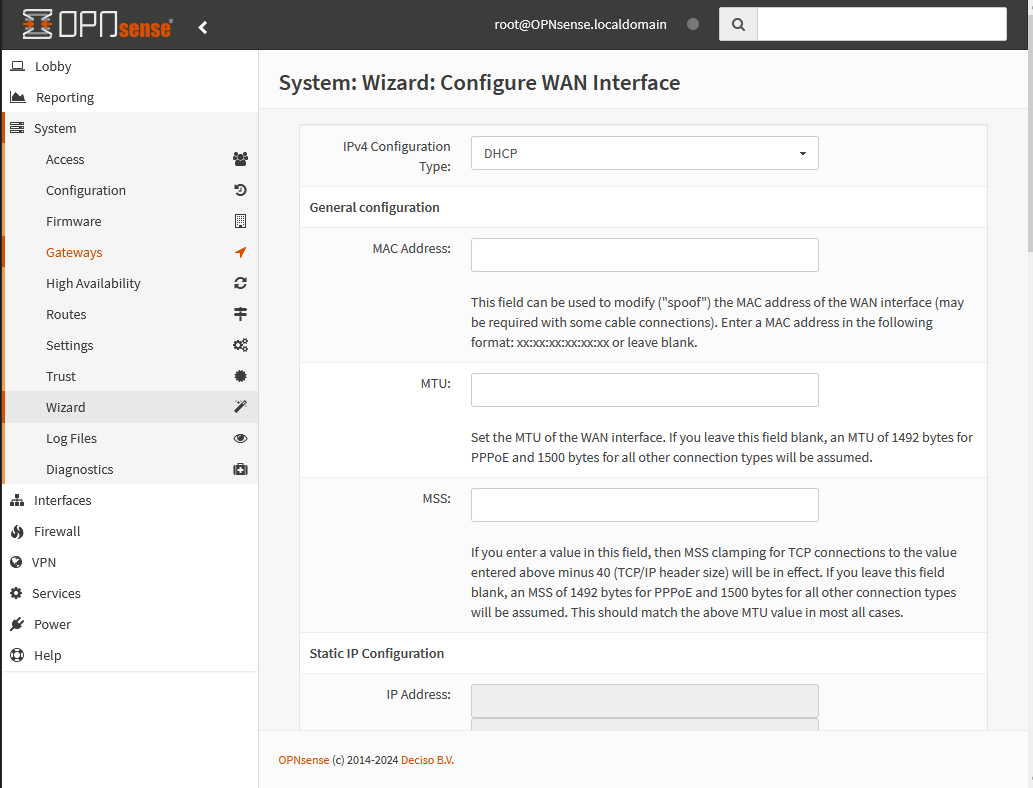 OPNsense
root@OPNsense.localdomain
Lobby
Reporting
System
Access
Configuration
Firmware
Gateways
High Availability
Routes
Settings
Trust
Wizard
Log Files
Diagnostics
Interfaces
Firewall
VPN
Services
Power
Help
System: Wizard: Configure WAN Interface
IPv4 Configuration
Type:
DHCP
General configuration
MAC Address:
This field can be used to modify ("spoof") the MAC address of the WAN interface (may
be required with some cable connections). Enter a MAC address in the following
format: xx:xx:xx:xx:xx:xx or leave blank.
MTU:
Set the MTU of the WAN interface. If you leave this field blank, an MTU of 1492 bytes for
PPPoE and 1500 bytes for all other connection types will be assumed.
MSS:
If you enter a value in this field, then MSS clamping for TCP connections to the value
entered above minus 40 (TCP/IP header size) will be in effect. If you leave this field
blank, an MSS of 1492 bytes for PPPoE and 1500 bytes for all other connection types
will be assumed. This should match the above MTU value in most all cases.
Static IP Configuration
IP Address:
OPNsense (c) 2014-2024 Deciso B.V.